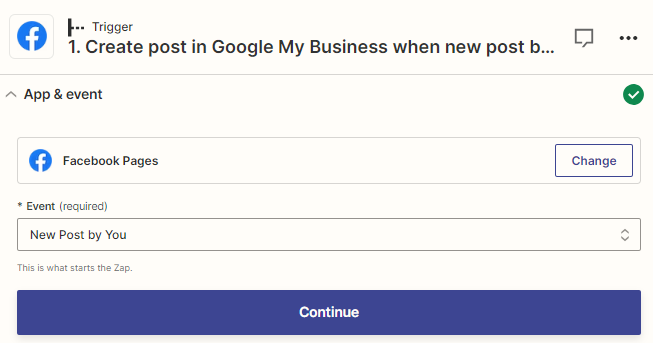 Trigger
1. Create post in Google My Business when new post b...
App & event
Facebook Pages
Change
* Event (required)
New Post by You
This is what starts the Zap.
Continue